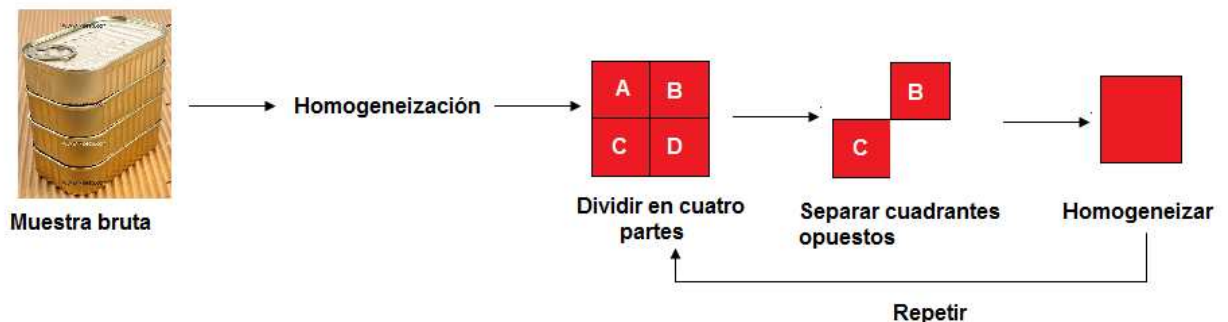 A B
C D
B
C
Homogeneización
Muestra bruta
Dividir en cuatro
partes
Separar cuadrantes
opuestos
Homogeneizar
Repetir